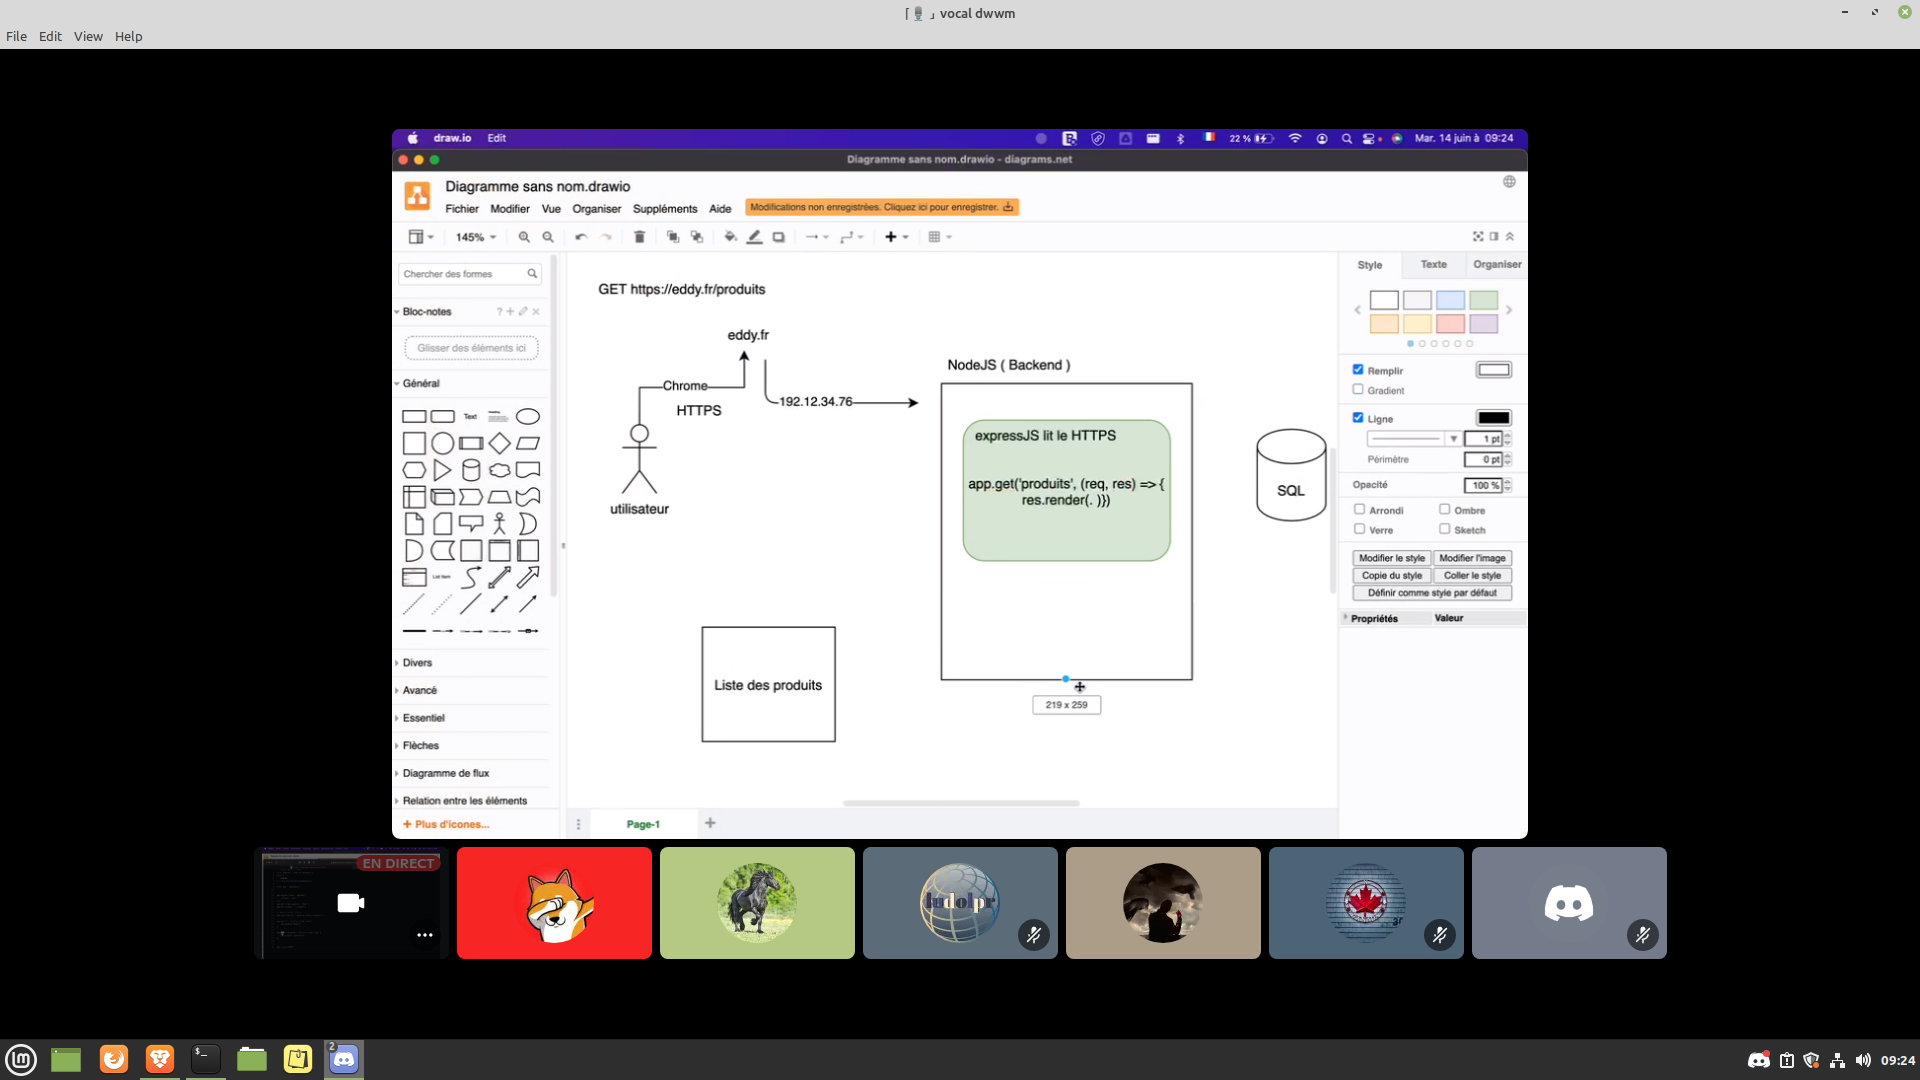 ⌈🎙️⌟ vocal dwwm
File Edit View Help
draw.io Edit
22 % Mar. 14 juin à 09:24
Diagramme sans nom.drawio - diagrams.net
Diagramme sans nom.drawio
Fichier Modifier Vue Organiser Suppléments Aide
Modifications non enregistrées. Cliquez ici pour enregistrer.
145%
Chercher des formes
Bloc-notes
?
Glisser des éléments ici
Général
Text
List Item
Divers
Avancé
Essentiel
Flèches
Diagramme de flux
Relation entre les éléments
+ Plus d'icones...
GET https://eddy.fr/produits
eddy.fr
Chrome
HTTPS
192.12.34.76
utilisateur
NodeJS ( Backend )
expressJS lit le HTTPS
app.get('produits', (req, res) => {
res.render(. )})
SQL
Liste des produits
219 x 259
Page-1
Style Texte Organiser
Remplir
Gradient
Ligne
1 pt
Périmètre 0 pt
Opacité 100 %
Arrondi Ombre
Verre Sketch
Modifier le style Modifier l'image
Copie du style Coller le style
Définir comme style par défaut
Propriétés Valeur
EN DIRECT
ludolpr
2
09:24